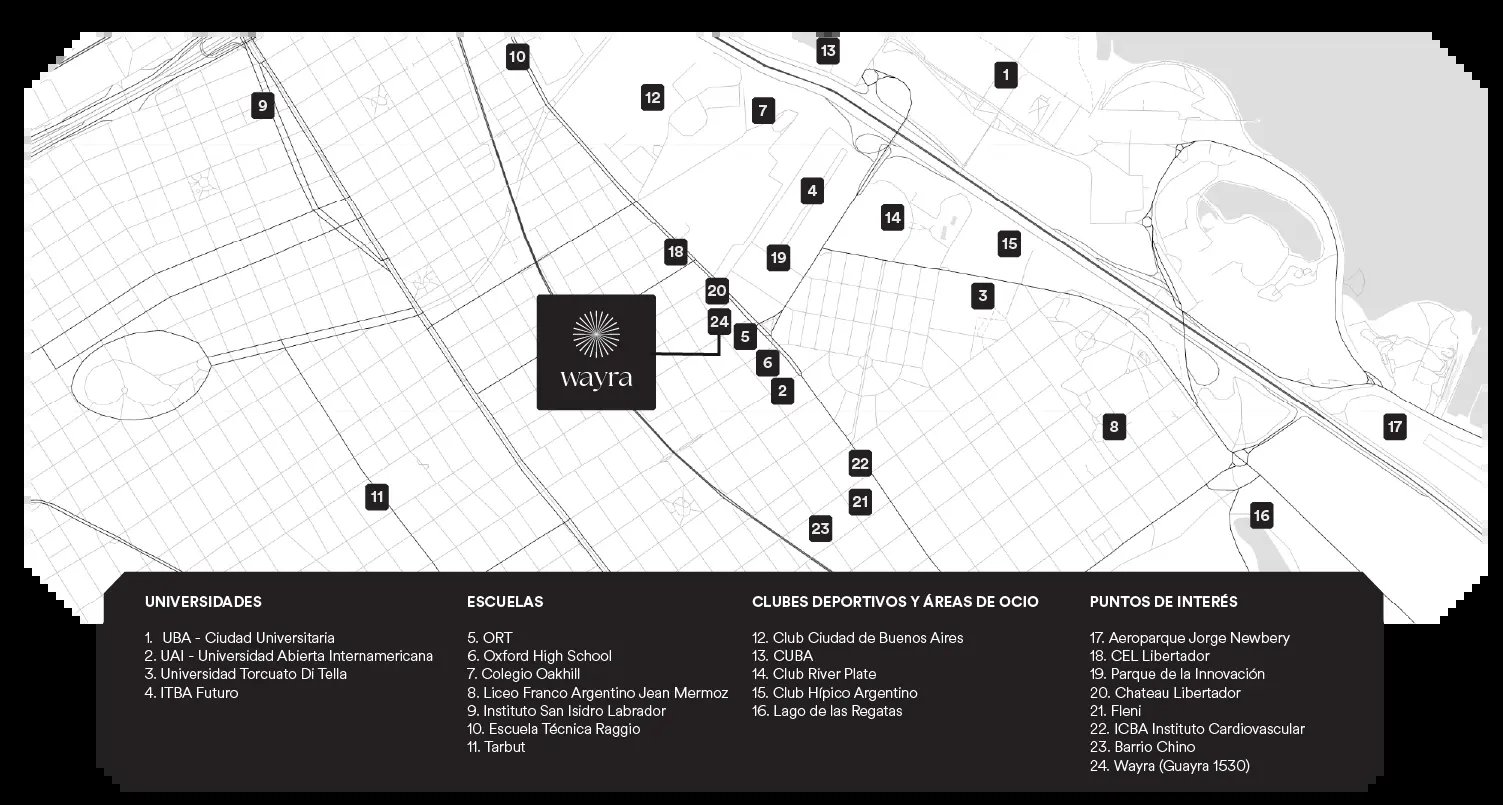 10
13
1
9
12
7
4
14
18
19
15
20
3
24
5
wayra
6
2
8
17
22
11
21
16
23
UNIVERSIDADES
1. UBA - Ciudad Universitaria
2. UAI - Universidad Abierta Internamericana
3. Universidad Torcuato Di Tella
4. ITBA Futuro
ESCUELAS
5. ORT
6. Oxford High School
7. Colegio Oakhill
8. Liceo Franco Argentino Jean Mermoz
9. Instituto San Isidro Labrador
10. Escuela Técnica Raggio
11. Tarbut
CLUBES DEPORTIVOS Y ÁREAS DE OCIO
12. Club Ciudad de Buenos Aires
13. CUBA
14. Club River Plate
15. Club Hípico Argentino
16. Lago de las Regatas
PUNTOS DE INTERÉS
17. Aeroparque Jorge Newbery
18. CEL Libertador
19. Parque de la Innovación
20. Chateau Libertador
21. Fleni
22. ICBA Instituto Cardiovascular
23. Barrio Chino
24. Wayra (Guayra 1530)